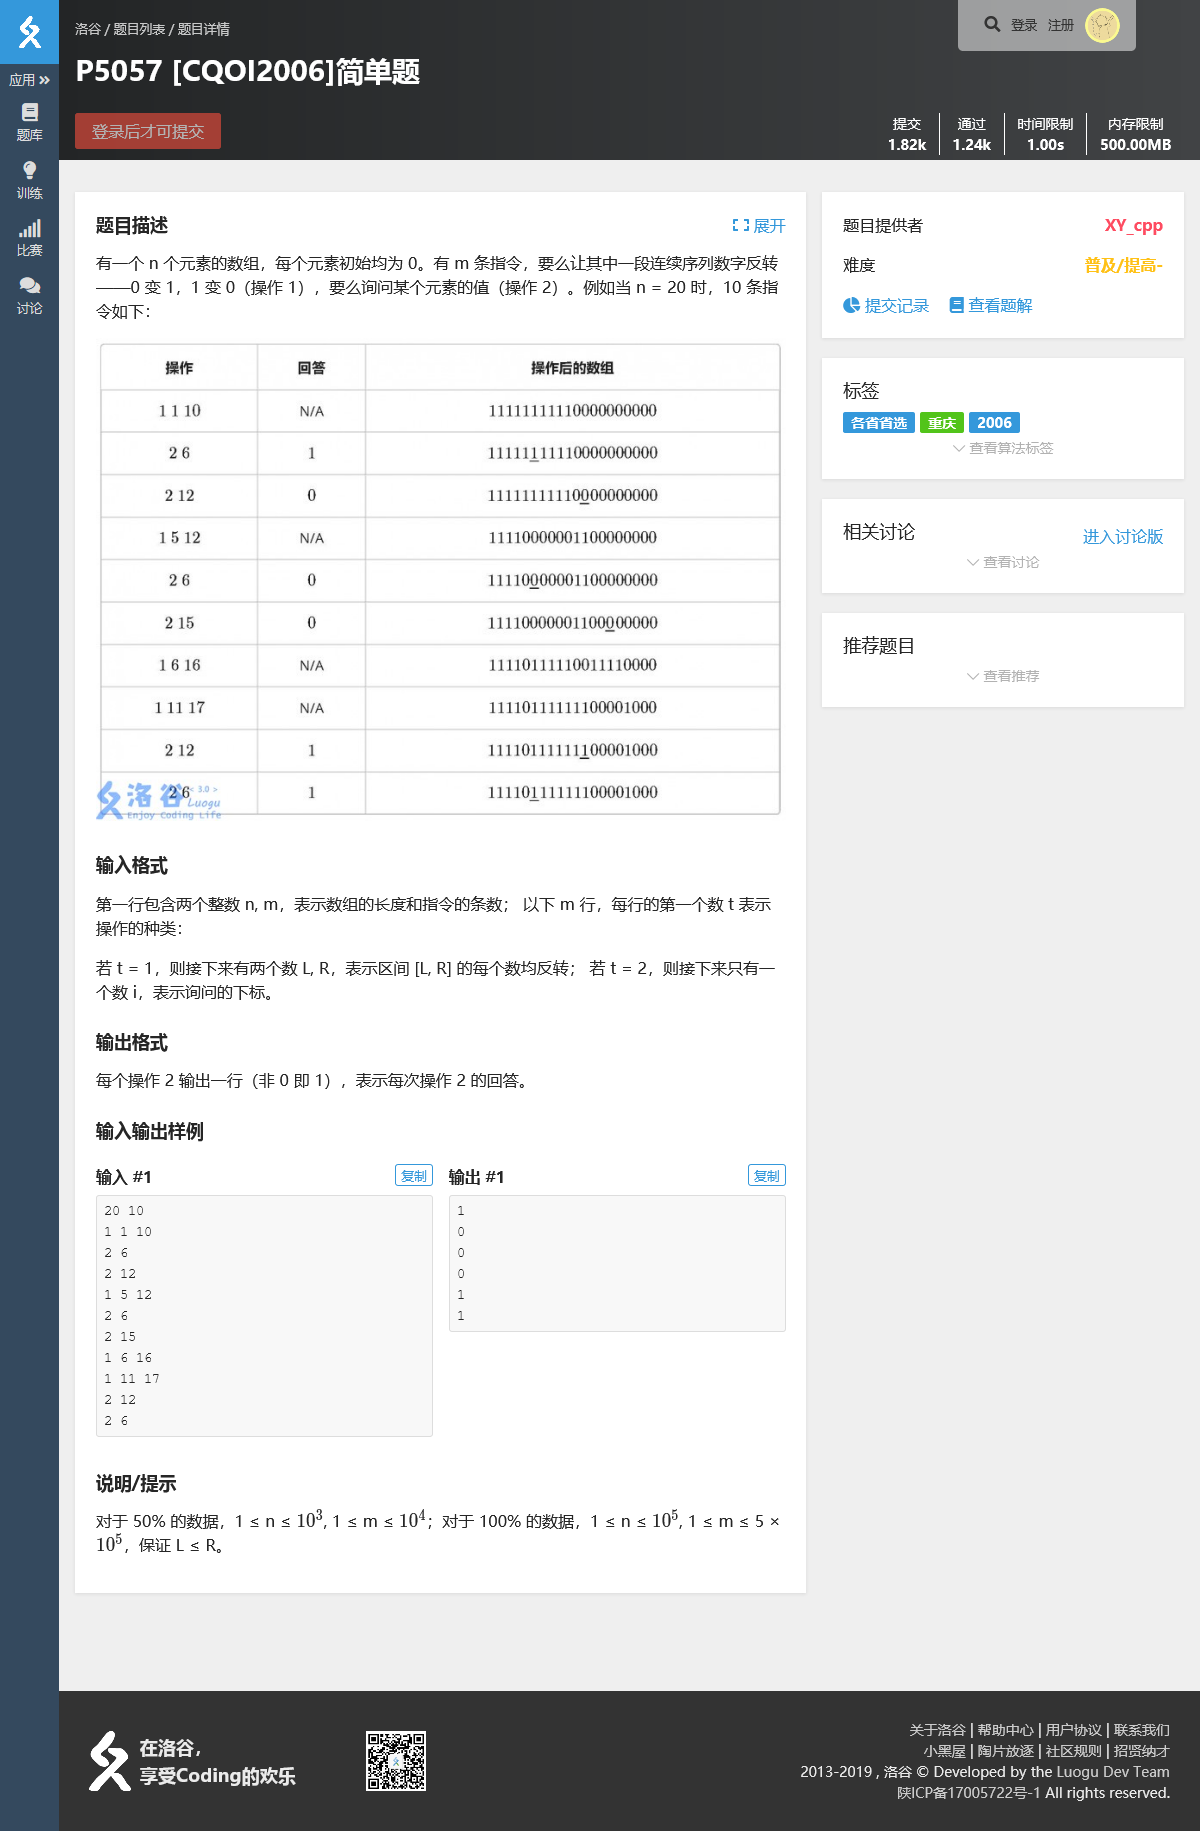 洛谷 / 题目列表 / 题目详情
登录 注册
P5057 [CQOI2006]简单题
登录后才可提交
提交 通过 时间限制 内存限制
1.82k 1.24k 1.00s 500.00MB
应用
题库
训练
比赛
讨论
题目描述
展开
有一个 n 个元素的数组，每个元素初始均为 0。有 m 条指令，要么让其中一段连续序列数字反转
——0 变 1，1 变 0（操作 1），要么询问某个元素的值（操作 2）。例如当 n = 20 时，10 条指
令如下：
操作 回答 操作后的数组
1 1 10 N/A 11111111110000000000
2 6 1 11111111110000000000
2 12 0 11111111110000000000
1 5 12 N/A 11110000001100000000
2 6 0 11110000001100000000
2 15 0 11110000001100000000
1 6 16 N/A 11110111110011110000
1 11 17 N/A 11110111111100001000
2 12 1 11110111111100001000
2 6 1 11110111111100001000
洛谷 < 3.0 >
Luogu
Enjoy Coding Life
输入格式
第一行包含两个整数 n, m，表示数组的长度和指令的条数； 以下 m 行，每行的第一个数 t 表示
操作的种类：
若 t = 1，则接下来有两个数 L, R，表示区间 [L, R] 的每个数均反转； 若 t = 2，则接下来只有一
个数 i，表示询问的下标。
输出格式
每个操作 2 输出一行（非 0 即 1），表示每次操作 2 的回答。
输入输出样例
输入 #1 复制
20 10
1 1 10
2 6
2 12
1 5 12
2 6
2 15
1 6 16
1 11 17
2 12
2 6
输出 #1 复制
1
0
0
0
1
1
说明/提示
对于 50% 的数据，1 ≤ n ≤ 10³, 1 ≤ m ≤ 10⁴；对于 100% 的数据，1 ≤ n ≤ 10⁵, 1 ≤ m ≤ 5 ×
10⁵，保证 L ≤ R。
题目提供者 XY_cpp
难度 普及/提高-
提交记录 查看题解
标签
各省省选 重庆 2006
查看算法标签
相关讨论 进入讨论版
查看讨论
推荐题目
查看推荐
在洛谷，
享受Coding的欢乐
关于洛谷 | 帮助中心 | 用户协议 | 联系我们
小黑屋 | 陶片放逐 | 社区规则 | 招贤纳才
2013-2019 , 洛谷 © Developed by the Luogu Dev Team
陕ICP备17005722号-1 All rights reserved.